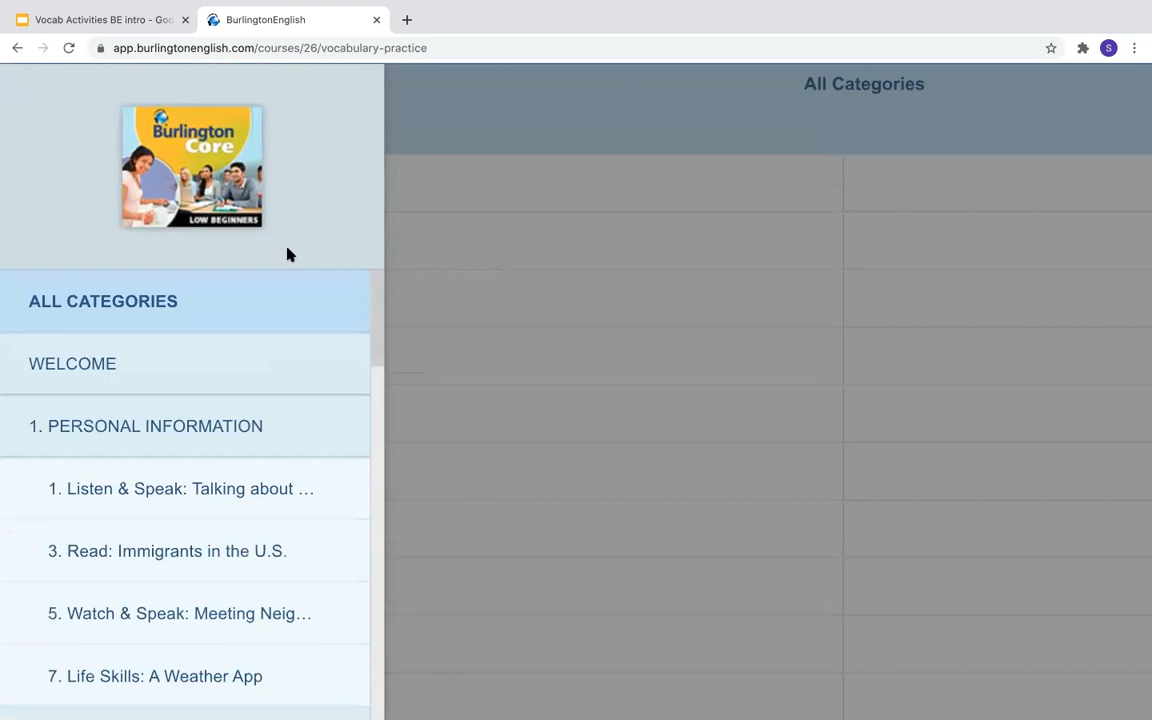 Vocab Activities BE intro - Goo
BurlingtonEnglish
app.burlingtonenglish.com/courses/26/vocabulary-practice
S
All Categories
Burlington
Core
LOW BEGINNERS
ALL CATEGORIES
WELCOME
1. PERSONAL INFORMATION
1. Listen & Speak: Talking about ...
3. Read: Immigrants in the U.S.
5. Watch & Speak: Meeting Neig...
7. Life Skills: A Weather App